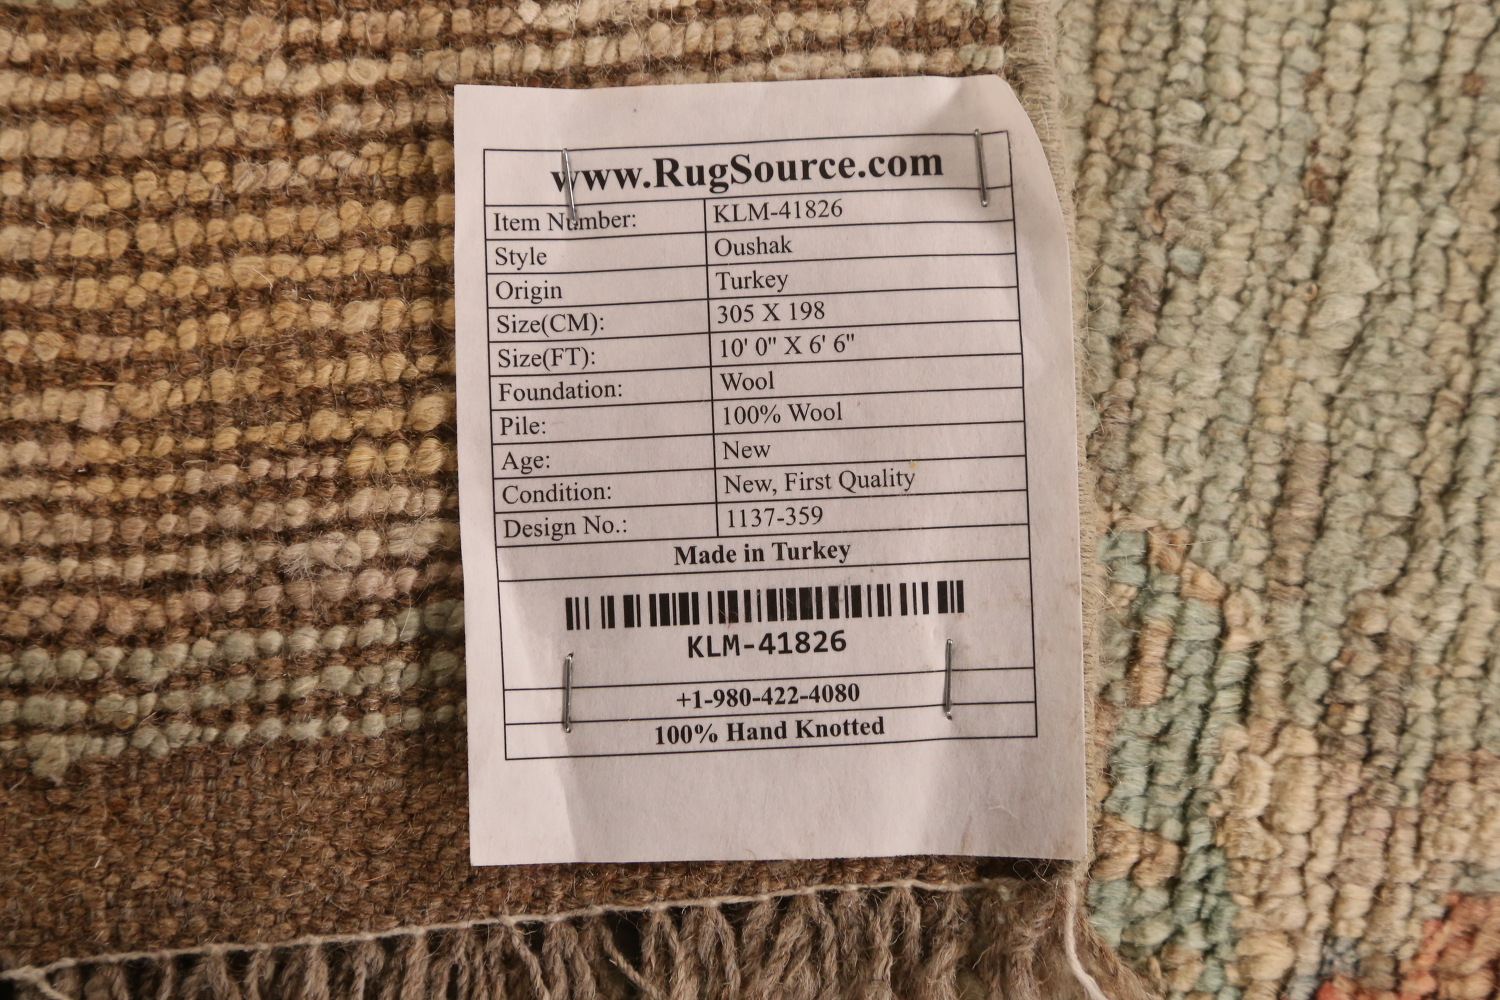 www.RugSource.com
Item Number: KLM-41826
Style Oushak
Origin Turkey
Size(CM): 305 X 198
Size(FT): 10' 0" X 6' 6"
Foundation: Wool
Pile: 100% Wool
Age: New
Condition: New, First Quality
Design No.: 1137-359
Made in Turkey
KLM-41826
+1-980-422-4080
100% Hand Knotted